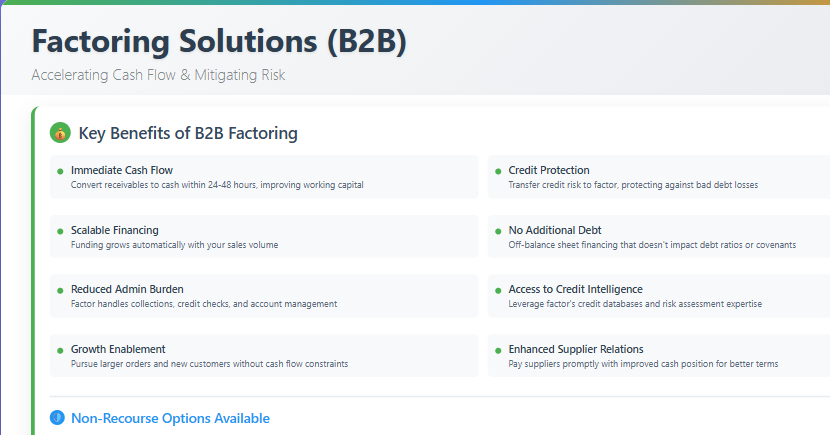 Factoring Solutions (B2B)
Accelerating Cash Flow & Mitigating Risk
Key Benefits of B2B Factoring
Immediate Cash Flow
Convert receivables to cash within 24-48 hours, improving working capital
Credit Protection
Transfer credit risk to factor, protecting against bad debt losses
Scalable Financing
Funding grows automatically with your sales volume
No Additional Debt
Off-balance sheet financing that doesn't impact debt ratios or covenants
Reduced Admin Burden
Factor handles collections, credit checks, and account management
Access to Credit Intelligence
Leverage factor's credit databases and risk assessment expertise
Growth Enablement
Pursue larger orders and new customers without cash flow constraints
Enhanced Supplier Relations
Pay suppliers promptly with improved cash position for better terms
Non-Recourse Options Available